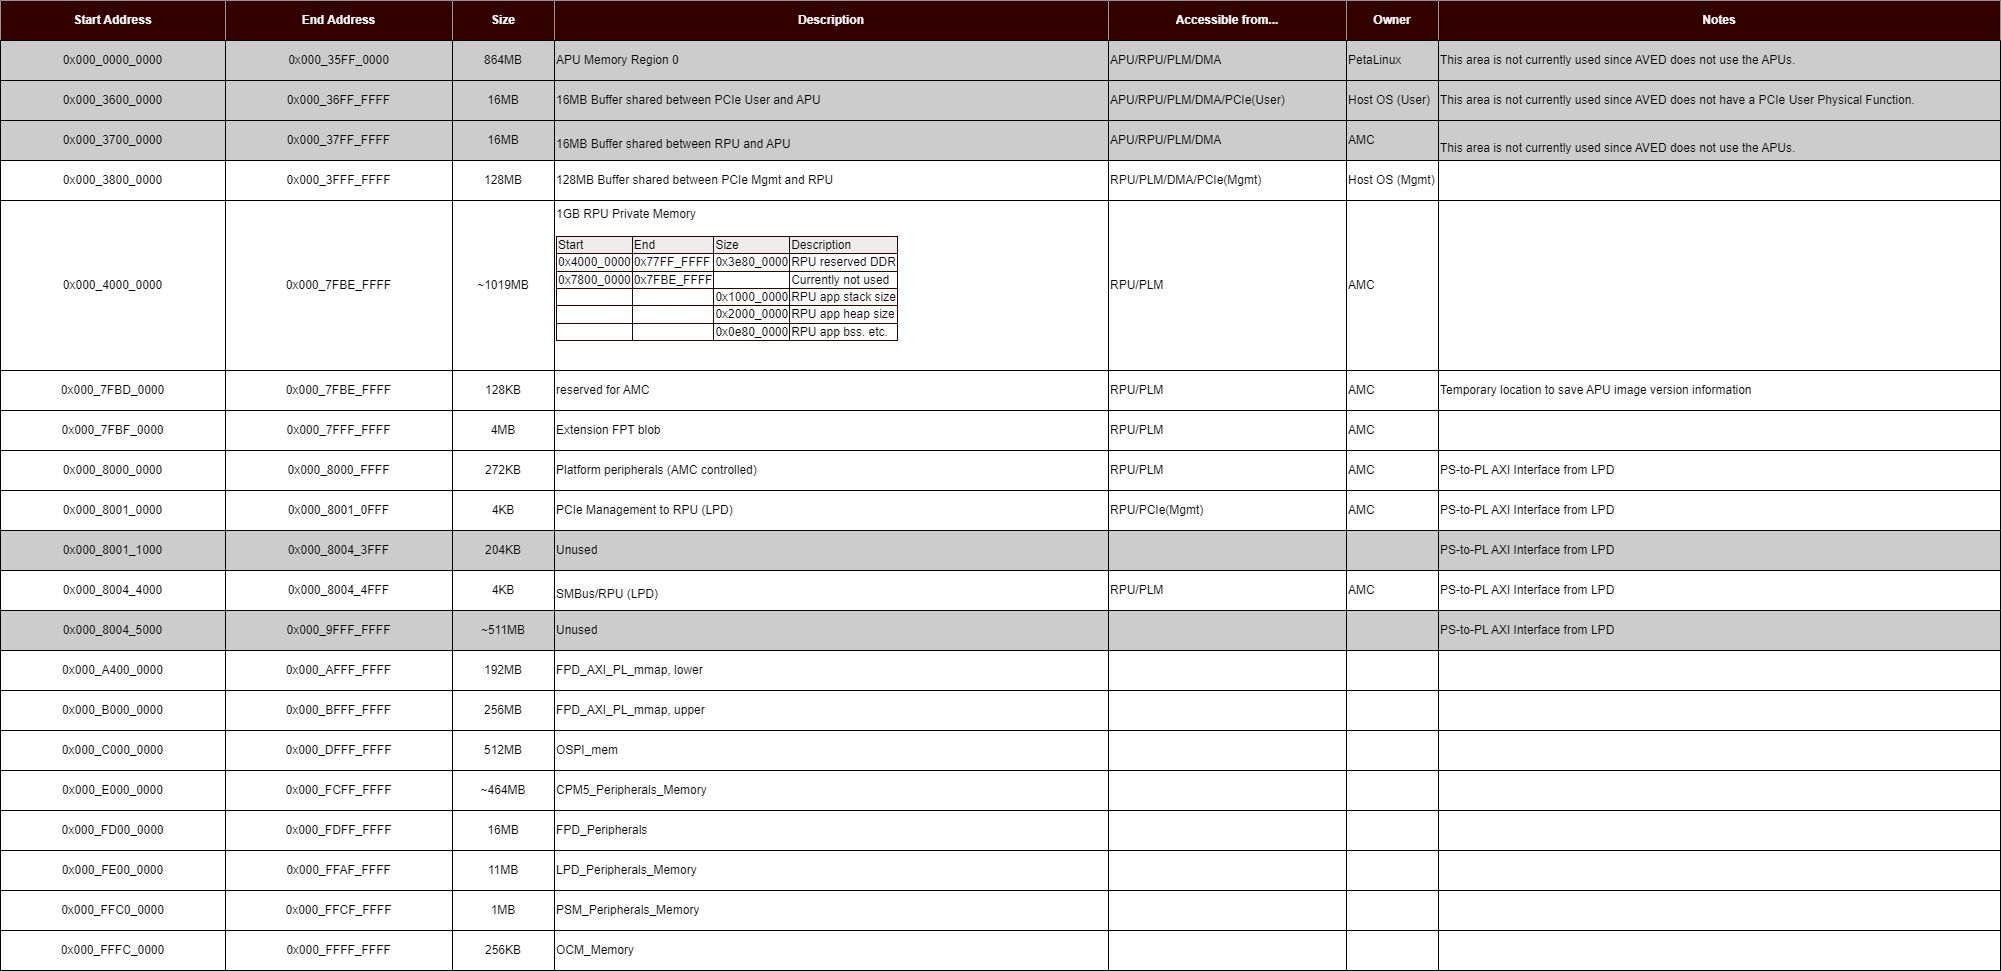 Start Address End Address Size Description Accessible from... Owner Notes
0x000_0000_0000 0x000_35FF_0000 864MB APU Memory Region 0 APU/RPU/PLM/DMA PetaLinux This area is not currently used since AVED does not use the APUs.
0x000_3600_0000 0x000_36FF_FFFF 16MB 16MB Buffer shared between PCIe User and APU APU/RPU/PLM/DMA/PCIe(User) Host OS (User) This area is not currently used since AVED does not have a PCIe User Physical Function.
0x000_3700_0000 0x000_37FF_FFFF 16MB 16MB Buffer shared between RPU and APU APU/RPU/PLM/DMA AMC This area is not currently used since AVED does not use the APUs.
0x000_3800_0000 0x000_3FFF_FFFF 128MB 128MB Buffer shared between PCIe Mgmt and RPU RPU/PLM/DMA/PCIe(Mgmt) Host OS (Mgmt)
0x000_4000_0000 0x000_7FBE_FFFF ~1019MB 1GB RPU Private Memory RPU/PLM AMC
Start End Size Description
0x4000_0000 0x77FF_FFFF 0x3e80_0000 RPU reserved DDR
0x7800_0000 0x7FBE_FFFF Currently not used
0x1000_0000 RPU app stack size
0x2000_0000 RPU app heap size
0x0e80_0000 RPU app bss. etc.
0x000_7FBD_0000 0x000_7FBE_FFFF 128KB reserved for AMC RPU/PLM AMC Temporary location to save APU image version information
0x000_7FBF_0000 0x000_7FFF_FFFF 4MB Extension FPT blob RPU/PLM AMC
0x000_8000_0000 0x000_8000_FFFF 272KB Platform peripherals (AMC controlled) RPU/PLM AMC PS-to-PL AXI Interface from LPD
0x000_8001_0000 0x000_8001_0FFF 4KB PCIe Management to RPU (LPD) RPU/PCIe(Mgmt) AMC PS-to-PL AXI Interface from LPD
0x000_8001_1000 0x000_8004_3FFF 204KB Unused PS-to-PL AXI Interface from LPD
0x000_8004_4000 0x000_8004_4FFF 4KB SMBus/RPU (LPD) RPU/PLM AMC PS-to-PL AXI Interface from LPD
0x000_8004_5000 0x000_9FFF_FFFF ~511MB Unused PS-to-PL AXI Interface from LPD
0x000_A400_0000 0x000_AFFF_FFFF 192MB FPD_AXI_PL_mmap, lower
0x000_B000_0000 0x000_BFFF_FFFF 256MB FPD_AXI_PL_mmap, upper
0x000_C000_0000 0x000_DFFF_FFFF 512MB OSPI_mem
0x000_E000_0000 0x000_FCFF_FFFF ~464MB CPM5_Peripherals_Memory
0x000_FD00_0000 0x000_FDFF_FFFF 16MB FPD_Peripherals
0x000_FE00_0000 0x000_FFAF_FFFF 11MB LPD_Peripherals_Memory
0x000_FFC0_0000 0x000_FFCF_FFFF 1MB PSM_Peripherals_Memory
0x000_FFFC_0000 0x000_FFFF_FFFF 256KB OCM_Memory